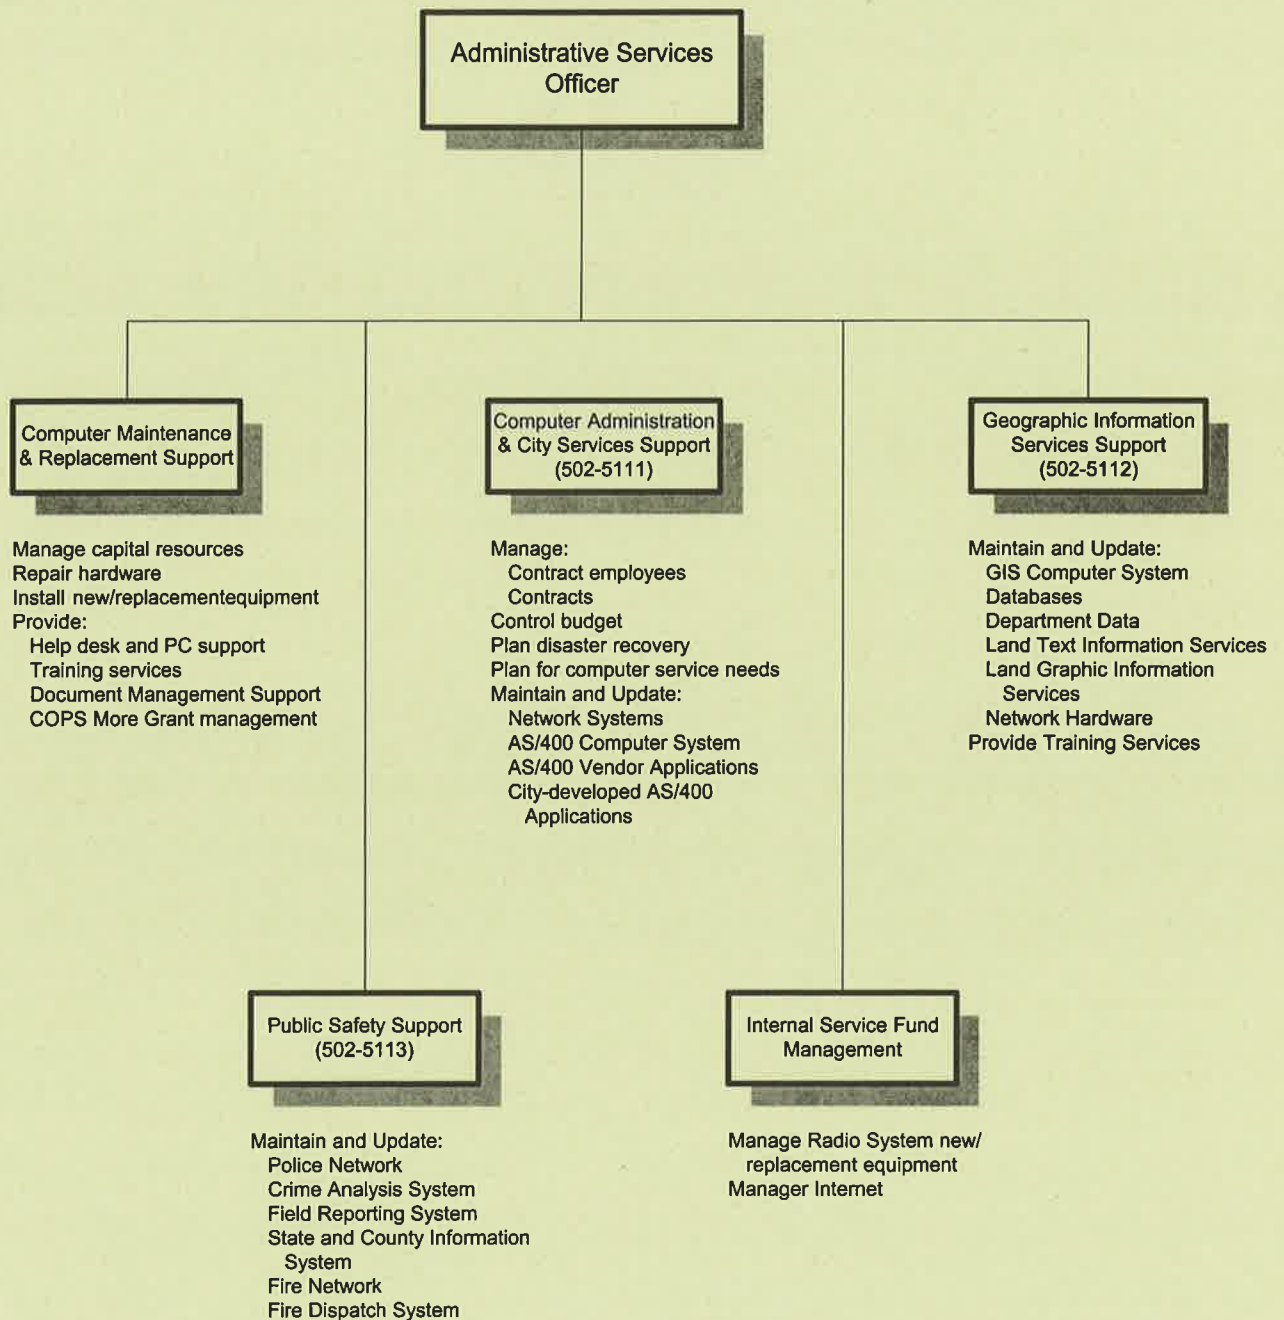 Administrative Services
Officer
Computer Maintenance
& Replacement Support
Manage capital resources
Repair hardware
Install new/replacementequipment
Provide:
Help desk and PC support
Training services
Document Management Support
COPS More Grant management
Computer Administration
& City Services Support
(502-5111)
Manage:
Contract employees
Contracts
Control budget
Plan disaster recovery
Plan for computer service needs
Maintain and Update:
Network Systems
AS/400 Computer System
AS/400 Vendor Applications
City-developed AS/400
Applications
Geographic Information
Services Support
(502-5112)
Maintain and Update:
GIS Computer System
Databases
Department Data
Land Text Information Services
Land Graphic Information
Services
Network Hardware
Provide Training Services
Public Safety Support
(502-5113)
Maintain and Update:
Police Network
Crime Analysis System
Field Reporting System
State and County Information
System
Fire Network
Fire Dispatch System
Internal Service Fund
Management
Manage Radio System new/
replacement equipment
Manager Internet